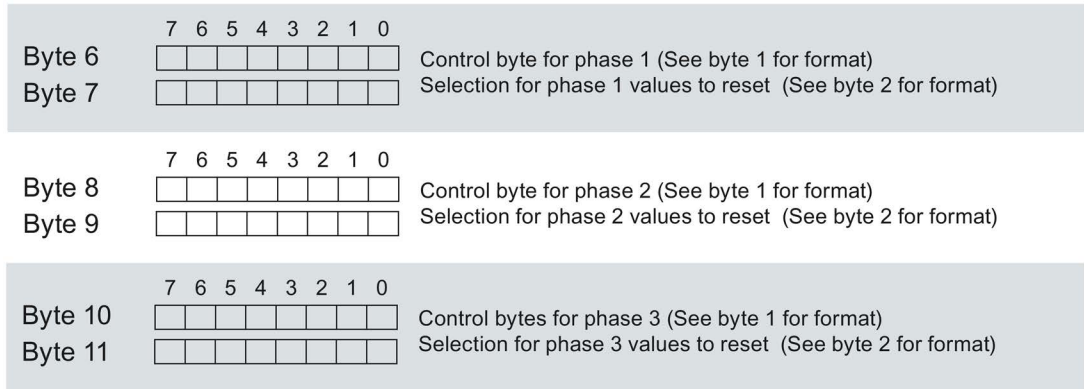 7 6 5 4 3 2 1 0
Byte 6 Control byte for phase 1 (See byte 1 for format)
Byte 7 Selection for phase 1 values to reset (See byte 2 for format)
7 6 5 4 3 2 1 0
Byte 8 Control byte for phase 2 (See byte 1 for format)
Byte 9 Selection for phase 2 values to reset (See byte 2 for format)
7 6 5 4 3 2 1 0
Byte 10 Control bytes for phase 3 (See byte 1 for format)
Byte 11 Selection for phase 3 values to reset (See byte 2 for format)